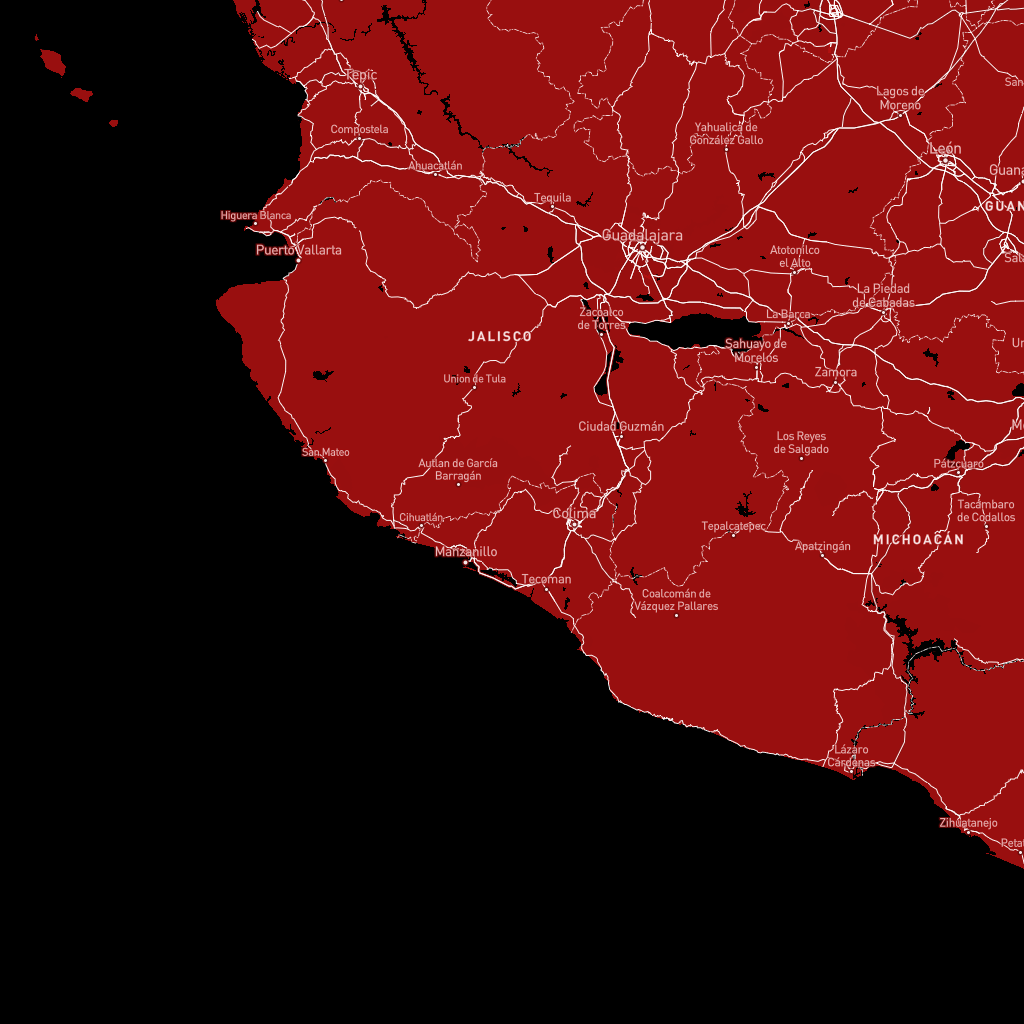 Tepic
San
Lagos de
Moreno
Compostela
Yahualica de
González Gallo
León
Ahuacatlán
Guana
Tequila
GUAN
Higuera Blanca
Guadalajara
Puerto Vallarta
Atotonilco
el Alto
Sala
La Piedad
de Cabadas
Zacoalco
de Torres
La Barca
JALISCO
Sahuayo de
Morelos
Ur
Union de Tula
Zamora
Ciudad Guzmán
Los Reyes
de Salgado
San Mateo
Autlan de García
Barragán
Pátzcuaro
Cihuatlán
Colima
Tepalcatepec
Tacámbaro
de Codallos
MICHOACÁN
Manzanillo
Apatzingán
Tecoman
Coalcomán de
Vázquez Pallares
Lázaro
Cárdenas
Zihuatanejo
Petat